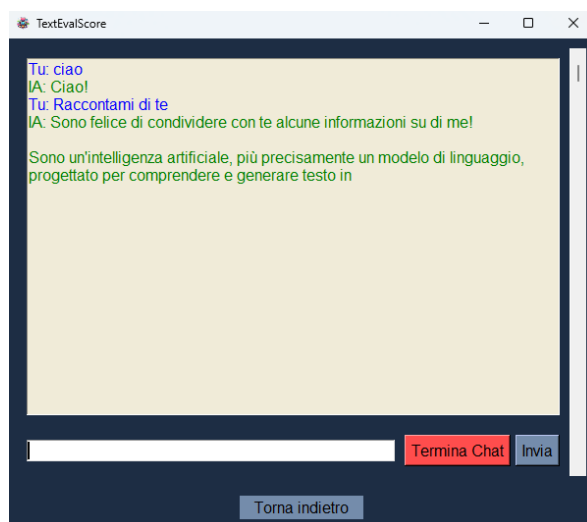 TextEvalScore
Tu: ciao
IA: Ciao!
Tu: Raccontami di te
IA: Sono felice di condividere con te alcune informazioni su di me!
Sono un'intelligenza artificiale, più precisamente un modello di linguaggio,
progettato per comprendere e generare testo in
Termina Chat
Invia
Torna indietro